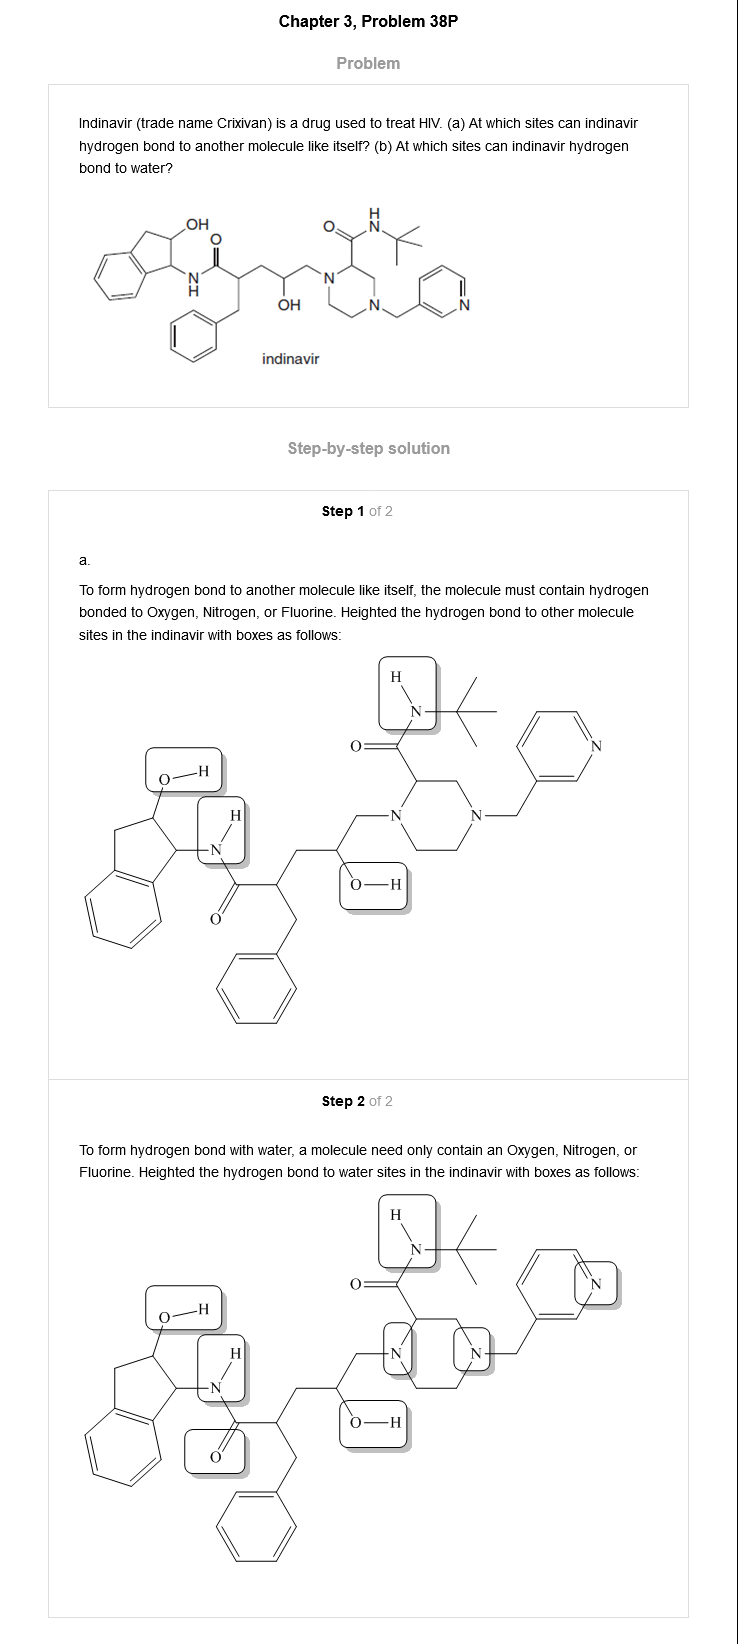 Chapter 3, Problem 38P
Problem
Indinavir (trade name Crixivan) is a drug used to treat HIV. (a) At which sites can indinavir
hydrogen bond to another molecule like itself? (b) At which sites can indinavir hydrogen
bond to water?
H
OH
O
O
N
N
H
N
OH
N
N
indinavir
Step-by-step solution
Step 1 of 2
a.
To form hydrogen bond to another molecule like itself, the molecule must contain hydrogen
bonded to Oxygen, Nitrogen, or Fluorine. Heighted the hydrogen bond to other molecule
sites in the indinavir with boxes as follows:
H
N
O
N
O H
H
N N
N
O H
O
Step 2 of 2
To form hydrogen bond with water, a molecule need only contain an Oxygen, Nitrogen, or
Fluorine. Heighted the hydrogen bond to water sites in the indinavir with boxes as follows:
H
N
O
N
O H
H
N N
N
O H
O